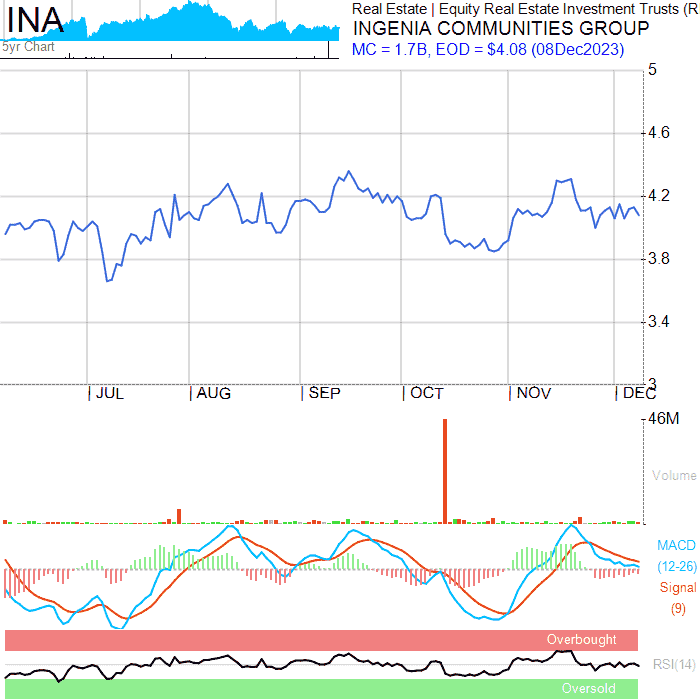 INA
5yr Chart
Real Estate | Equity Real Estate Investment Trusts (R
INGENIA COMMUNITIES GROUP
MC = 1.7B, EOD = $4.08 (08Dec2023)
5
4.6
4.2
3.8
3.4
3
JUL AUG SEP OCT NOV DEC
46M
Volume
MACD
(12-26)
Signal
(9)
Overbought
RSI(14)
Oversold